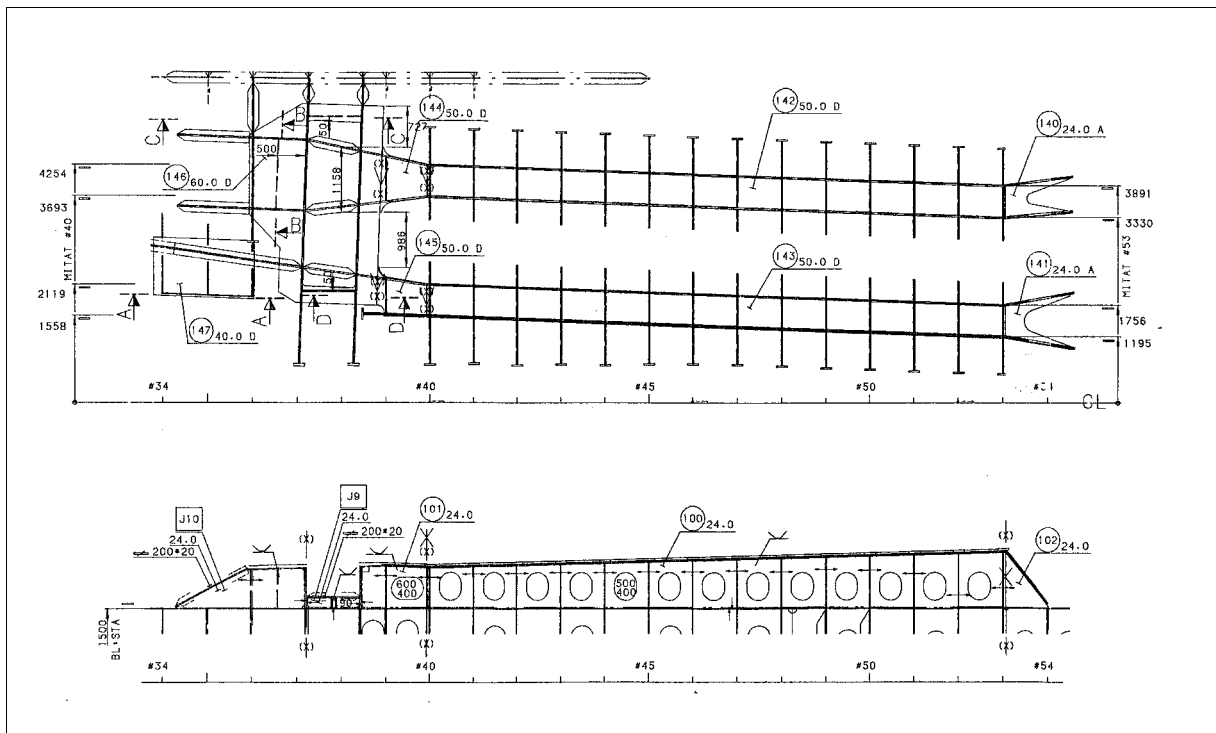 144 50.0 D
142 50.0 D
140 24.0 A
727
C
B
C
50
500
146 60.0 D
1158
4254
3693
MITAT #40
2119
1558
B
986
145 50.0 D
143 50.0 D
141 24.0 A
3891
3330
MITAT #53
1756
1195
A
A
D
D
147 40.0 D
#34
#40
#45
#50
CL
J10
24.0
200*20
J9
24.0
200*20
101 24.0
100 24.0
102 24.0
(X)
(X)
(X)
600
400
500
400
1500
BL+STA
(X)
(X)
(X)
#34
#40
#45
#50
#54